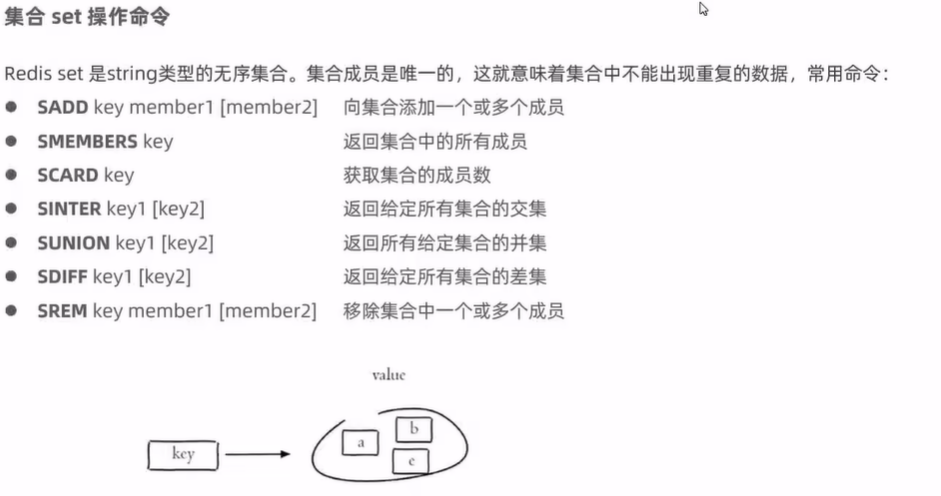 集合 set 操作命令
Redis set 是string类型的无序集合。集合成员是唯一的，这就意味着集合中不能出现重复的数据，常用命令：
● SADD key member1 [member2] 向集合添加一个或多个成员
● SMEMBERS key 返回集合中的所有成员
● SCARD key 获取集合的成员数
● SINTER key1 [key2] 返回给定所有集合的交集
● SUNION key1 [key2] 返回所有给定集合的并集
● SDIFF key1 [key2] 返回给定所有集合的差集
● SREM key member1 [member2] 移除集合中一个或多个成员
value
b
a
key
c